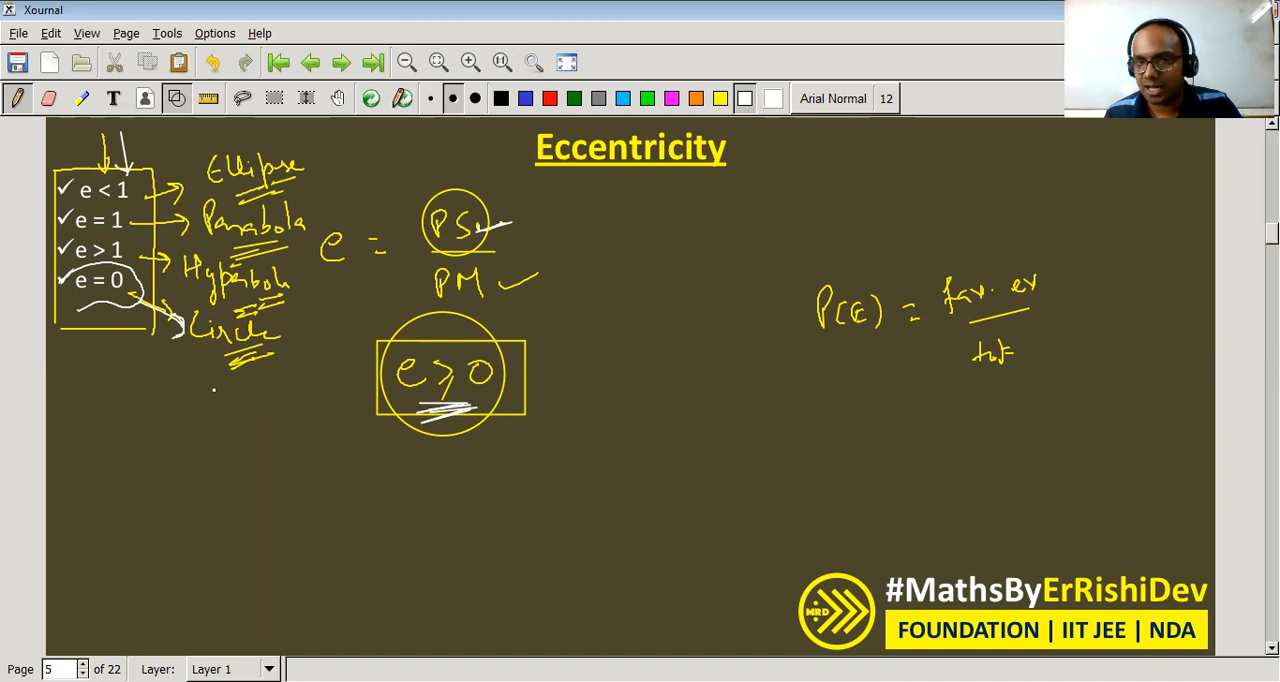 Xournal
File Edit View Page Tools Options Help
Arial Normal 12
Eccentricity
e < 1 Ellipse
e = 1 Parabola
e > 1 Hyperbola
e = 0 Circle
e = PS / PM
e ≥ 0
P(E) = fav. ev / tot
MRD
#MathsByErRishiDev
FOUNDATION | IIT JEE | NDA
Page 5 of 22 Layer: Layer 1